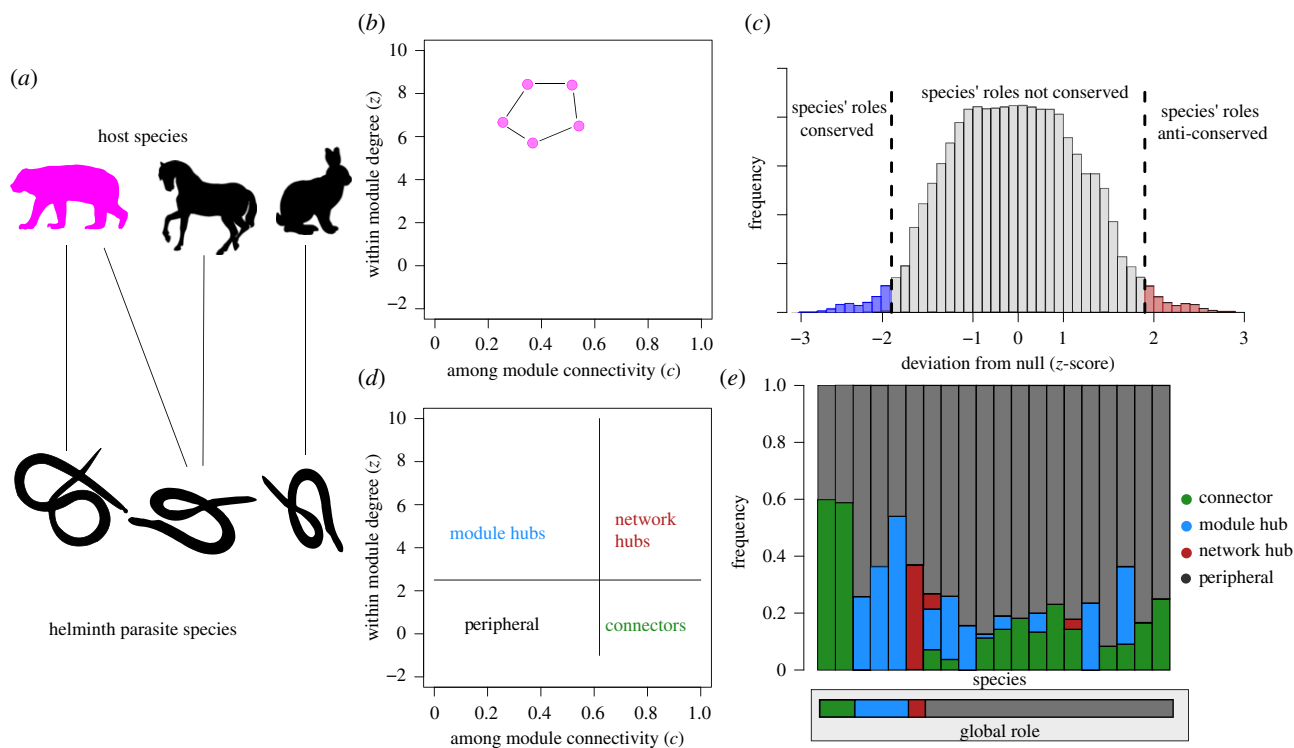 (a)
host species
helminth parasite species
(b)
within module degree (z)
10
8
6
4
2
0
−2
0 0.2 0.4 0.6 0.8 1.0
among module connectivity (c)
(c)
frequency
species' roles
conserved
species' roles not conserved
species' roles
anti-conserved
−3 −2 −1 0 1 2 3
deviation from null (z-score)
(d)
within module degree (z)
10
8
6
4
2
0
−2
module hubs
network
hubs
peripheral
connectors
0 0.2 0.4 0.6 0.8 1.0
among module connectivity (c)
(e)
frequency
1.0
0.8
0.6
0.4
0.2
0
species
connector
module hub
network hub
peripheral
global role